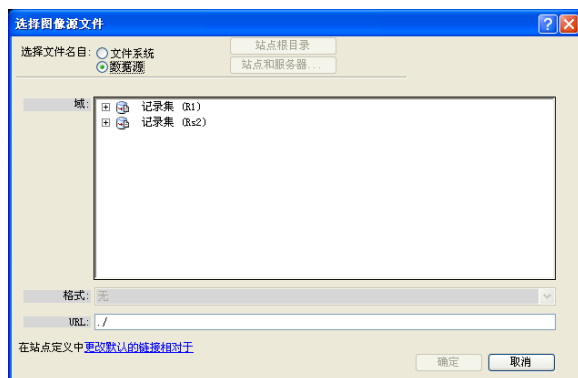 选择图像源文件
选择文件名自: 文件系统
站点根目录
数据源
站点和服务器...
域:
记录集 (R1)
记录集 (Rs2)
格式: 无
URL: ./
在站点定义中更改默认的链接相对于
确定
取消